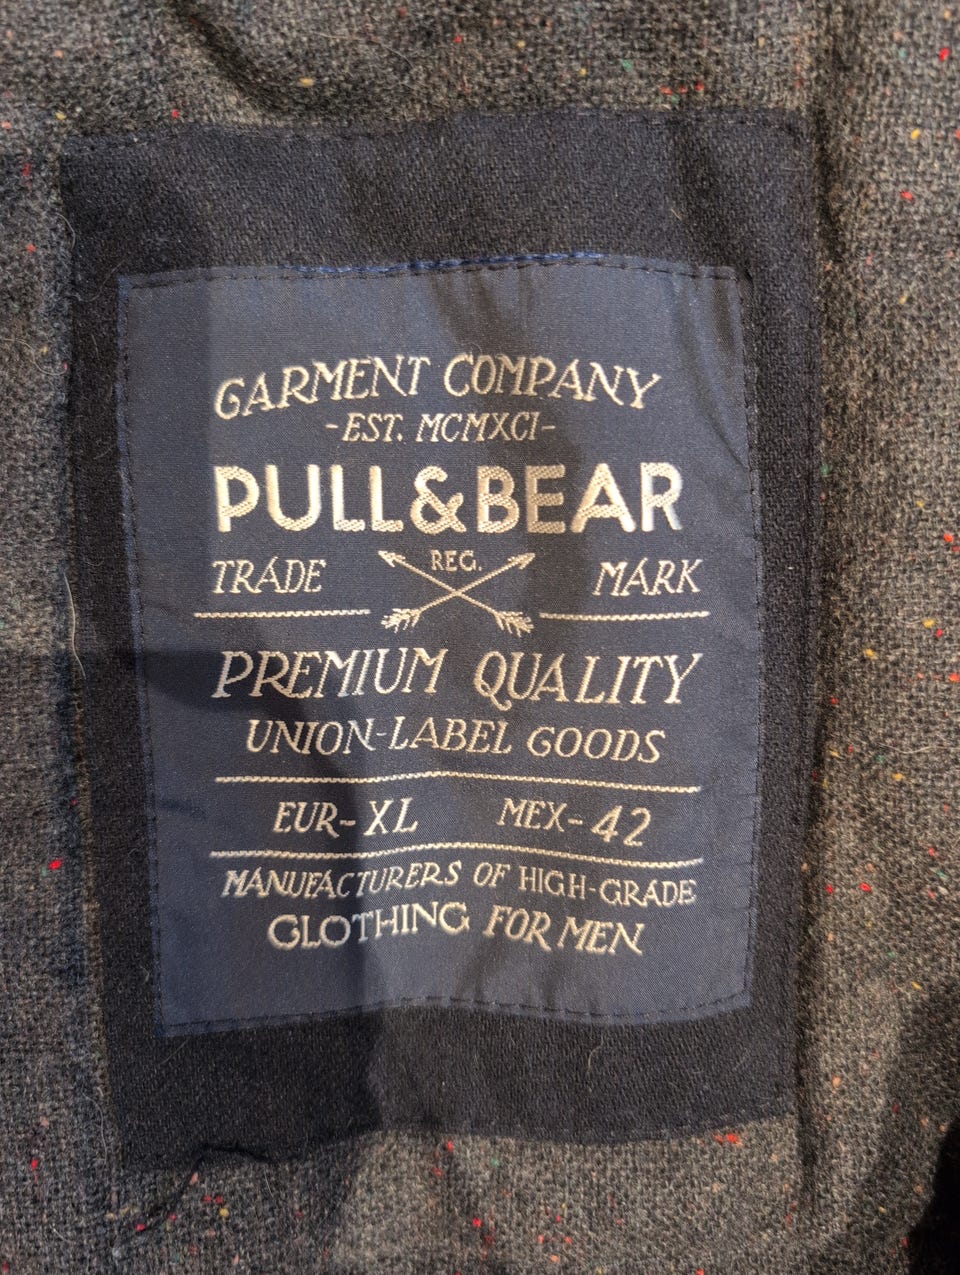 GARMENT COMPANY
-EST. MCMXCI-
PULL&BEAR
TRADE REG. MARK
PREMIUM QUALITY
UNION-LABEL GOODS
EUR-XL MEX-42
MANUFACTURERS OF HIGH-GRADE
CLOTHING FOR MEN